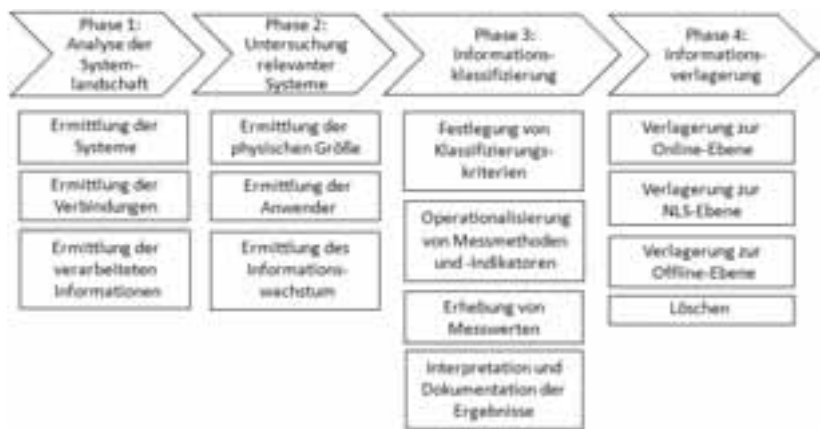 Phase 1:
Analyse der
System-
landschaft
Phase 2:
Untersuchung
relevanter
Systeme
Phase 3:
Informations-
klassifizierung
Phase 4:
Informations-
verlagerung
Ermittlung der
Systeme
Ermittlung der
Verbindungen
Ermittlung der
verarbeiteten
Informationen
Ermittlung der
physischen Größe
Ermittlung der
Anwender
Ermittlung des
Informations-
wachstum
Festlegung von
Klassifizierungs-
kriterien
Operationalisierung
von Messmethoden
und -indikatoren
Erhebung von
Messwerten
Interpretation und
Dokumentation der
Ergebnisse
Verlagerung zur
Online-Ebene
Verlagerung zur
NLS-Ebene
Verlagerung zur
Offline-Ebene
Löschen